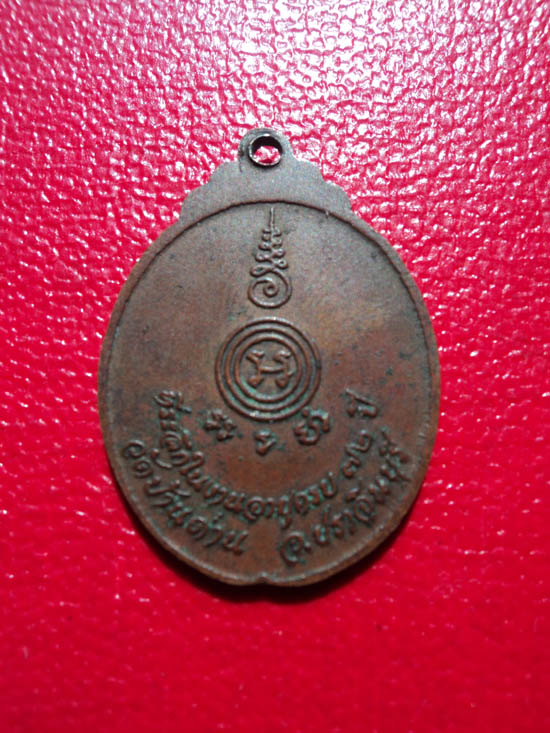 ที่ระลึกในงานอายุครบ ๗๒ ปี
วัดบ้านด่าน จ.ปราจีนบุรี